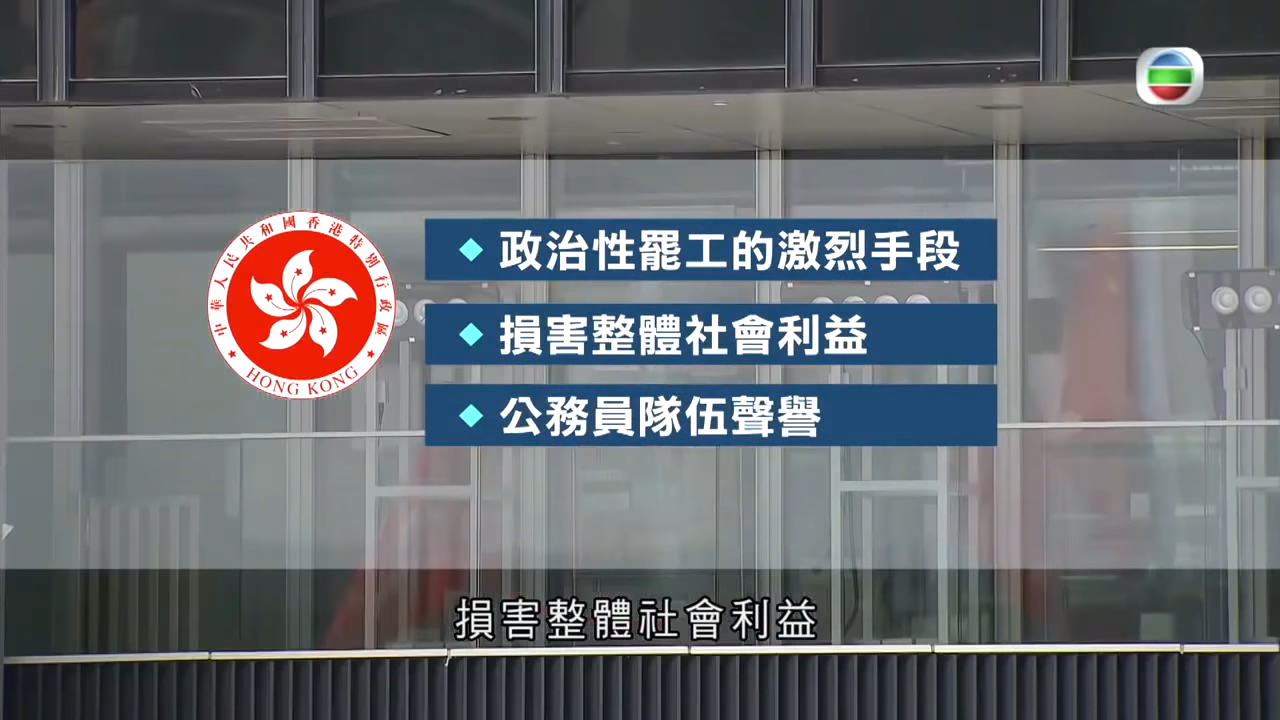 中華人民共和國香港特別行政區
HONG KONG
政治性罷工的激烈手段
損害整體社會利益
公務員隊伍聲譽
損害整體社會利益